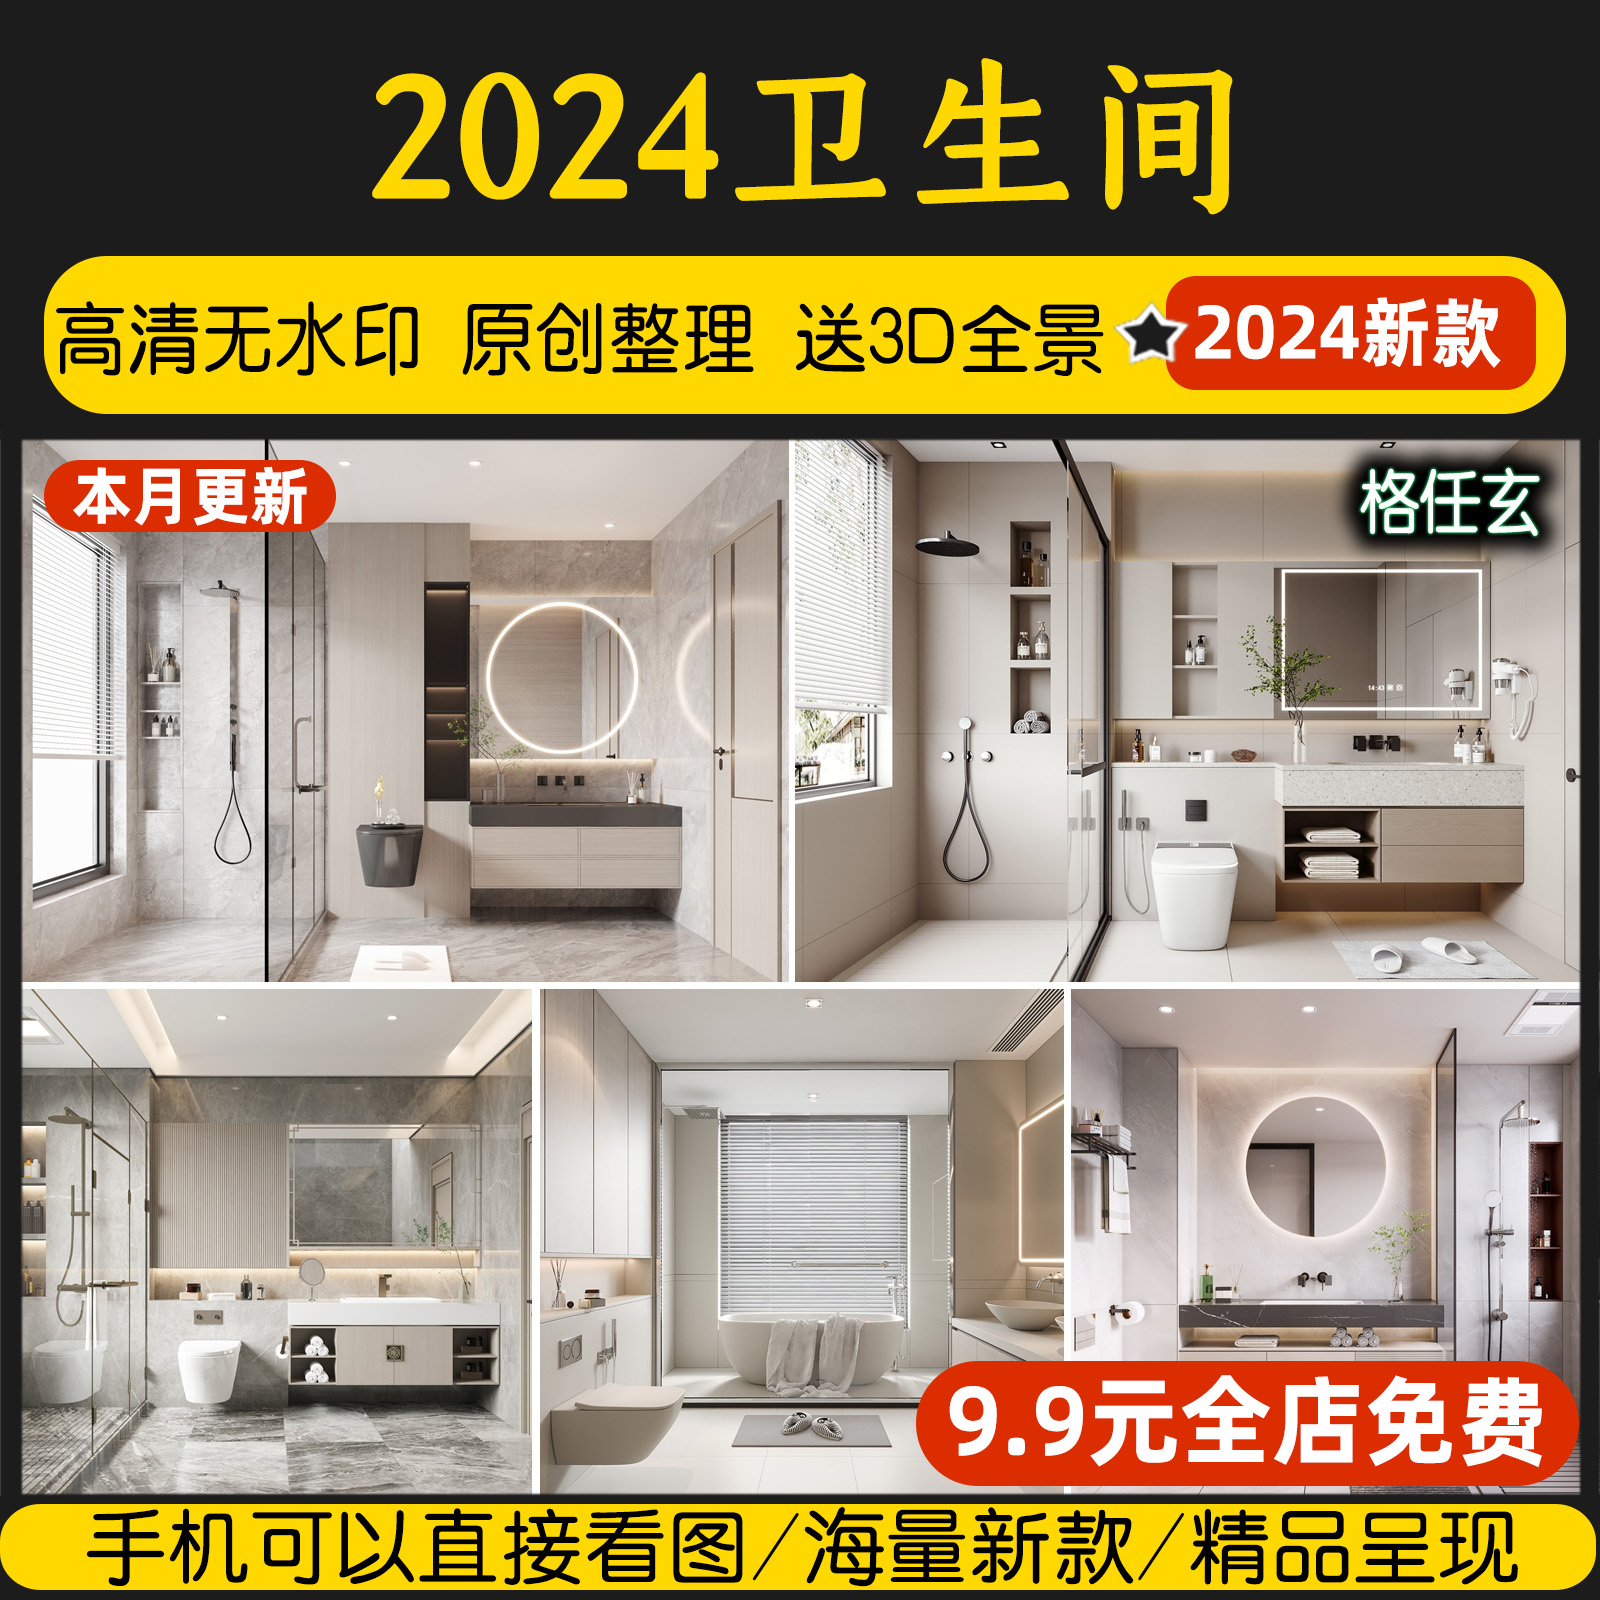 2024卫生间
高清无水印 原创整理 送3D全景 2024新款
本月更新
格任玄
14:43
9.9元全店免费
手机可以直接看图/海量新款/精品呈现